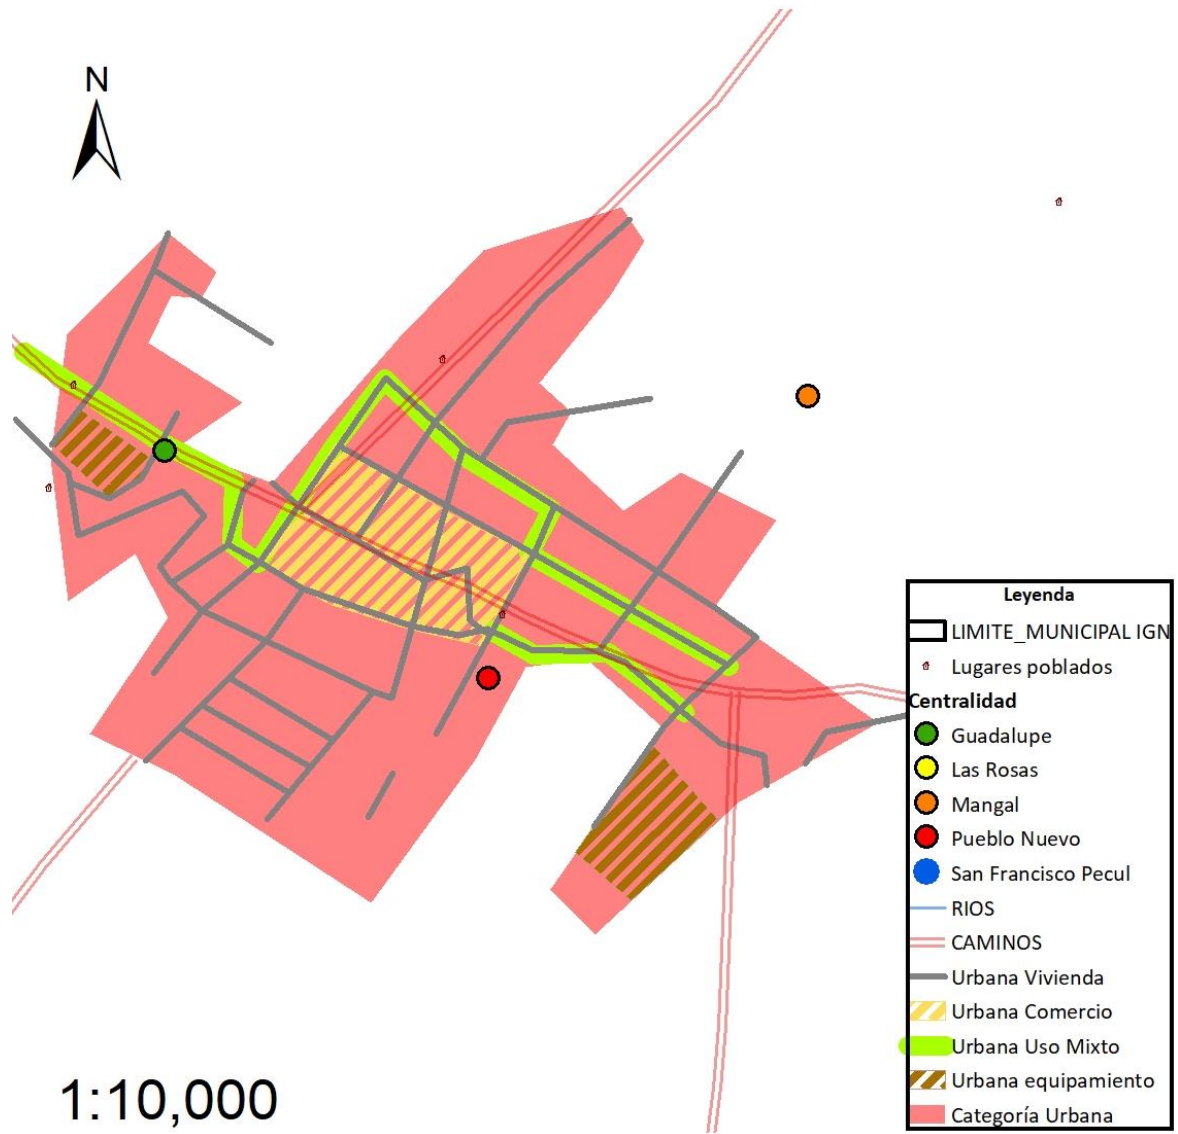 N
Leyenda
LIMITE_MUNICIPAL IGN
Lugares poblados
Centralidad
Guadalupe
Las Rosas
Mangal
Pueblo Nuevo
San Francisco Pecul
RIOS
CAMINOS
Urbana Vivienda
Urbana Comercio
Urbana Uso Mixto
Urbana equipamiento
Categoría Urbana
1:10,000